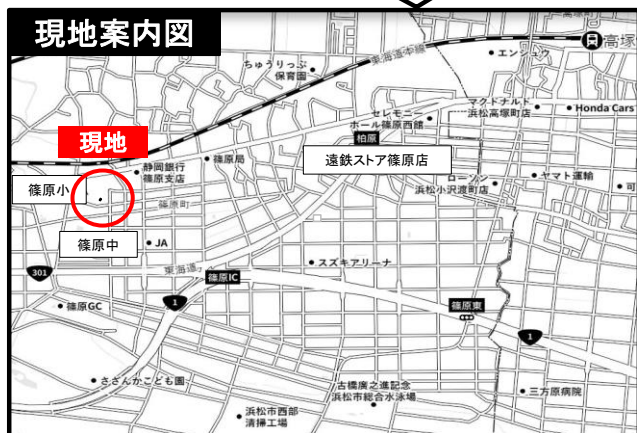 現地案内図
高塚
東海道本線
エンシュウ
ちゅうりっぷ
保育園
マクドナルド
浜松高塚町店
Honda Cars
セレモニー
ホール篠原西館
現地
柏原
篠原局
静岡銀行
篠原支店
遠鉄ストア篠原店
ローソン
浜松小沢渡町店
ヤマト運輸
可
篠原小
篠原町
篠原中
JA
東海道
スズキアリーナ
301
篠原IC
篠原GC
1
篠原東
1
ささんかこども園
古橋廣之進記念
浜松市総合水泳場
三方原病院
浜松市西部
清掃工場